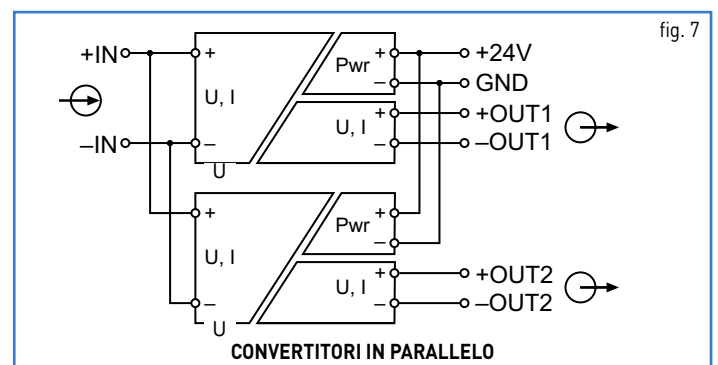 fig. 7
+IN
+
Pwr
+
+24V
–
GND
U, I
+
+OUT1
U, I
–IN
–
–
–OUT1
U
+
Pwr
+
–
U, I
+
+OUT2
U, I
–
–
–OUT2
U
CONVERTITORI IN PARALLELO